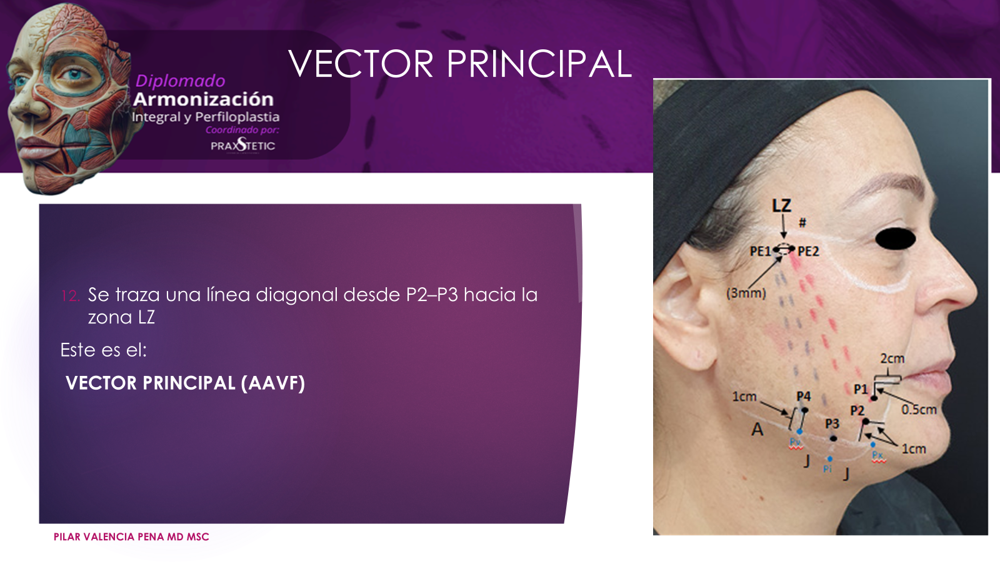 VECTOR PRINCIPAL
Diplomado
Armonización
Integral y Perfiloplastia
Coordinado por:
PRAXSTETIC
12. Se traza una línea diagonal desde P2–P3 hacia la
zona LZ
Este es el:
VECTOR PRINCIPAL (AAVF)
PILAR VALENCIA PENA MD MSC
LZ
#
PE1 PE2
(3mm)
2cm
P1
1cm P4
0.5cm
P2
P3
A
Pv
1cm
Px
J
Pi
J